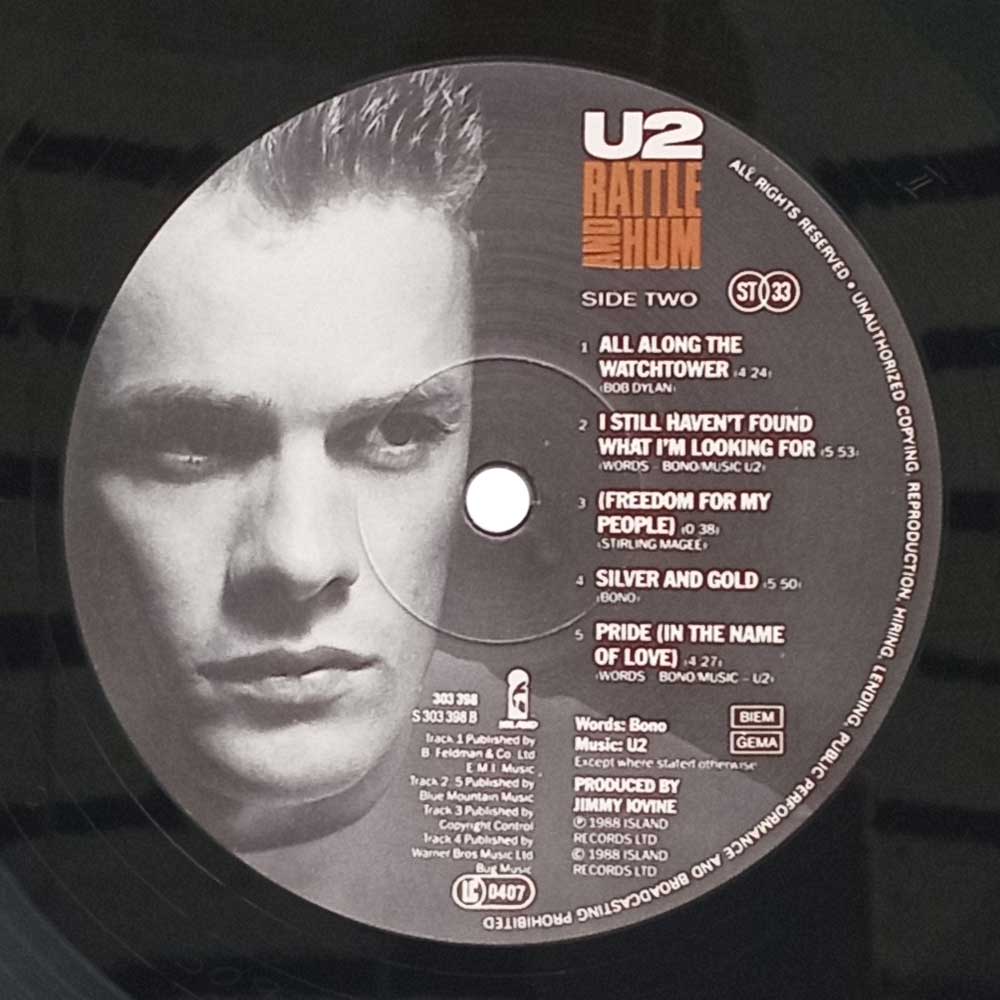 U2
RATTLE
AND HUM
SIDE TWO
ST 33
1 ALL ALONG THE
WATCHTOWER (4 24)
(BOB DYLAN)
2 I STILL HAVEN'T FOUND
WHAT I'M LOOKING FOR (5 53)
(WORDS - BONO/MUSIC U2)
3 (FREEDOM FOR MY
PEOPLE) (0 38)
(STIRLING MAGEE)
4 SILVER AND GOLD (5 50)
(BONO)
5 PRIDE (IN THE NAME
OF LOVE) (4 27)
(WORDS BONO/MUSIC - U2)
303 398
S 303 398 B
ISLAND
Track 1 Published by
B. Feldman & Co. Ltd
E.M.I. Music
Track 2, 5 Published by
Blue Mountain Music
Track 3 Published by
Copyright Control
Track 4 Published by
Warner Bros Music Ltd
Bug Music
LC 0407
Words: Bono
Music: U2
Except where stated otherwise
BIEM
GEMA
PRODUCED BY
JIMMY IOVINE
Ⓟ 1988 ISLAND
RECORDS LTD
© 1988 ISLAND
RECORDS LTD
ALL RIGHTS RESERVED • UNAUTHORIZED COPYING, REPRODUCTION, HIRING, LENDING, PUBLIC PERFORMANCE AND BROADCASTING PROHIBITED